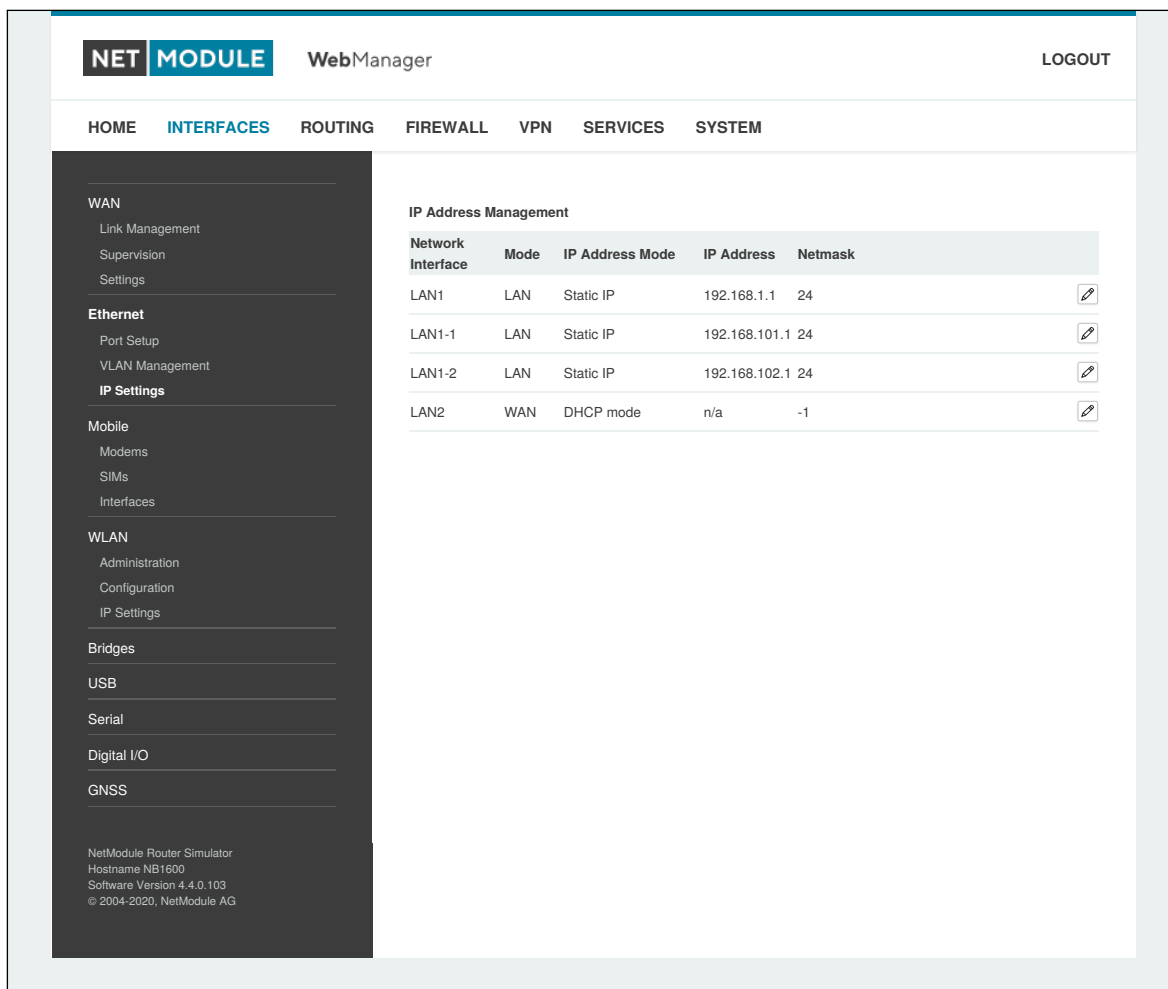 NET MODULE WebManager LOGOUT
HOME INTERFACES ROUTING FIREWALL VPN SERVICES SYSTEM
WAN
Link Management
Supervision
Settings
Ethernet
Port Setup
VLAN Management
IP Settings
Mobile
Modems
SIMs
Interfaces
WLAN
Administration
Configuration
IP Settings
Bridges
USB
Serial
Digital I/O
GNSS
NetModule Router Simulator
Hostname NB1600
Software Version 4.4.0.103
© 2004-2020, NetModule AG
IP Address Management
Network Interface Mode IP Address Mode IP Address Netmask
LAN1 LAN Static IP 192.168.1.1 24
LAN1-1 LAN Static IP 192.168.101.1 24
LAN1-2 LAN Static IP 192.168.102.1 24
LAN2 WAN DHCP mode n/a -1